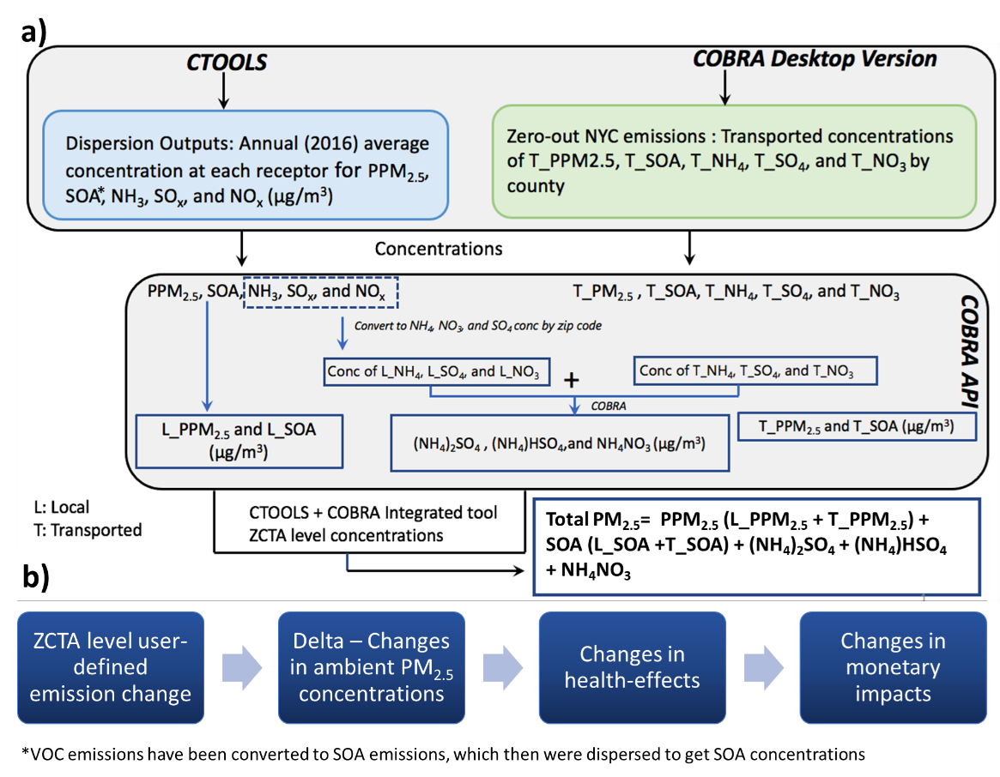 a)
CTOOLS
COBRA Desktop Version
Dispersion Outputs: Annual (2016) average
concentration at each receptor for PPM₂.₅,
SOA*, NH₃, SOₓ, and NOₓ (µg/m³)
Zero-out NYC emissions : Transported concentrations
of T_PPM2.5, T_SOA, T_NH₄, T_SO₄, and T_NO₃ by
county
Concentrations
PPM₂.₅, SOA, NH₃, SOₓ, and NOₓ
T_PM₂.₅ , T_SOA, T_NH₄, T_SO₄, and T_NO₃
COBRA API
Convert to NH₄, NO₃, and SO₄ conc by zip code
Conc of L_NH₄, L_SO₄, and L_NO₃
+
Conc of T_NH₄, T_SO₄, and T_NO₃
COBRA
L_PPM₂.₅ and L_SOA
(µg/m³)
(NH₄)₂SO₄ , (NH₄)HSO₄,and NH₄NO₃ (µg/m³)
T_PPM₂.₅ and T_SOA (µg/m³)
L: Local
T: Transported
CTOOLS + COBRA Integrated tool
ZCTA level concentrations
Total PM₂.₅= PPM₂.₅ (L_PPM₂.₅ + T_PPM₂.₅) +
SOA (L_SOA +T_SOA) + (NH₄)₂SO₄ + (NH₄)HSO₄
+ NH₄NO₃
b)
ZCTA level user-
defined
emission change
Delta – Changes
in ambient PM₂.₅
concentrations
Changes in
health-effects
Changes in
monetary
impacts
*VOC emissions have been converted to SOA emissions, which then were dispersed to get SOA concentrations